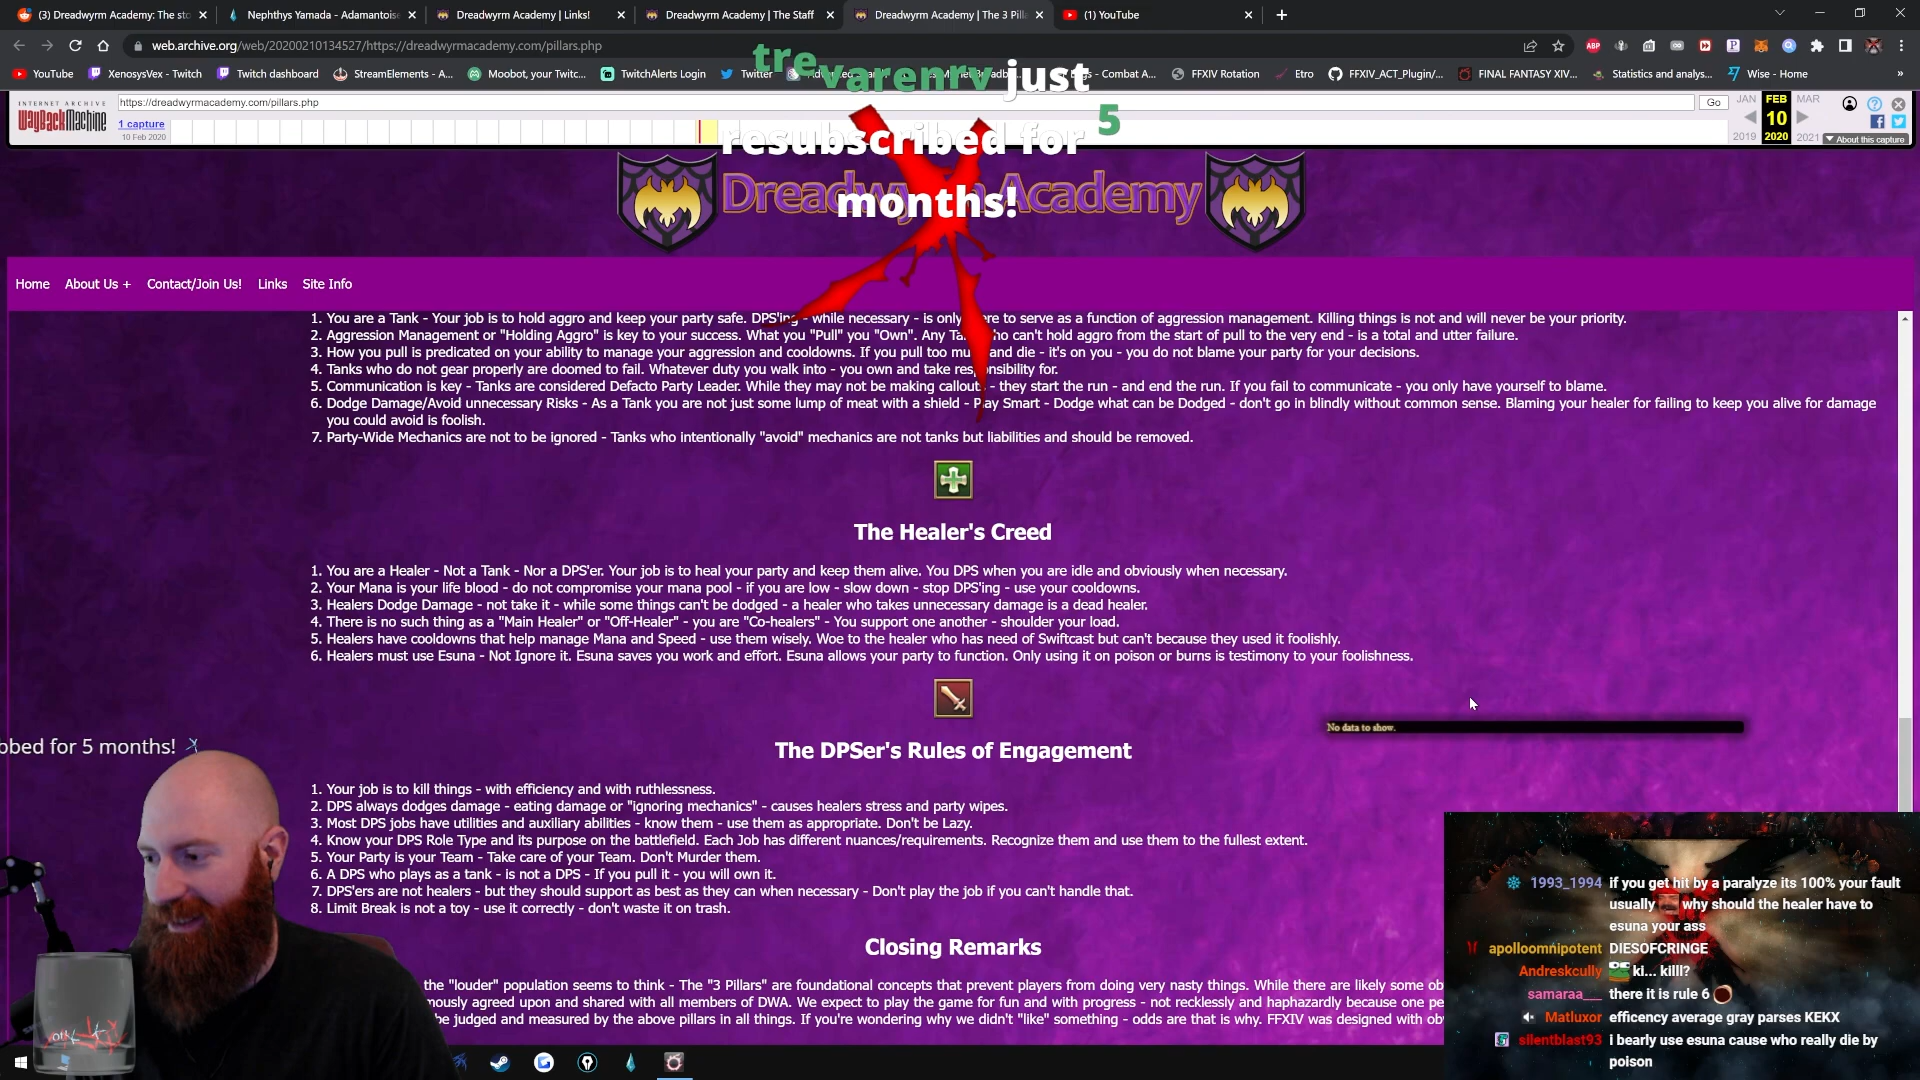 (3) Dreadwyrm Academy: The sto
Nephthys Yamada - Adamantoise
Dreadwyrm Academy | Links!
Dreadwyrm Academy | The Staff
Dreadwyrm Academy | The 3 Pilla
(1) YouTube
web.archive.org/web/20200210134527/https://dreadwyrmacademy.com/pillars.php
YouTube
XenosysVex - Twitch
Twitch dashboard
StreamElements - A...
Moobot, your Twitc...
TwitchAlerts Login
Twitter
Combat A...
FFXIV Rotation
Etro
FFXIV_ACT_Plugin/...
FINAL FANTASY XIV...
Statistics and analys...
Wise - Home
»
trevarenry just
resubscribed for 5
months!
INTERNET ARCHIVE
WayBackMachine
https://dreadwyrmacademy.com/pillars.php
Go
JAN FEB MAR
1 capture
10 Feb 2020
10
2019 2020 2021
About this capture
Dreadwyrm Academy
Home
About Us +
Contact/Join Us!
Links
Site Info
1. You are a Tank - Your job is to hold aggro and keep your party safe. DPS'ing - while necessary - is only here to serve as a function of aggression management. Killing things is not and will never be your priority.
2. Aggression Management or "Holding Aggro" is key to your success. What you "Pull" you "Own". Any Tank who can't hold aggro from the start of pull to the very end - is a total and utter failure.
3. How you pull is predicated on your ability to manage your aggression and cooldowns. If you pull too much and die - it's on you - you do not blame your party for your decisions.
4. Tanks who do not gear properly are doomed to fail. Whatever duty you walk into - you own and take responsibility for.
5. Communication is key - Tanks are considered Defacto Party Leader. While they may not be making callouts - they start the run - and end the run. If you fail to communicate - you only have yourself to blame.
6. Dodge Damage/Avoid unnecessary Risks - As a Tank you are not just some lump of meat with a shield - Play Smart - Dodge what can be Dodged - don't go in blindly without common sense. Blaming your healer for failing to keep you alive for damage
you could avoid is foolish.
7. Party-Wide Mechanics are not to be ignored - Tanks who intentionally "avoid" mechanics are not tanks but liabilities and should be removed.
The Healer's Creed
1. You are a Healer - Not a Tank - Nor a DPS'er. Your job is to heal your party and keep them alive. You DPS when you are idle and obviously when necessary.
2. Your Mana is your life blood - do not compromise your mana pool - if you are low - slow down - stop DPS'ing - use your cooldowns.
3. Healers Dodge Damage - not take it - while some things can't be dodged - a healer who takes unnecessary damage is a dead healer.
4. There is no such thing as a "Main Healer" or "Off-Healer" - you are "Co-healers" - You support one another - shoulder your load.
5. Healers have cooldowns that help manage Mana and Speed - use them wisely. Woe to the healer who has need of Swiftcast but can't because they used it foolishly.
6. Healers must use Esuna - Not Ignore it. Esuna saves you work and effort. Esuna allows your party to function. Only using it on poison or burns is testimony to your foolishness.
No data to show.
bbed for 5 months!
The DPSer's Rules of Engagement
1. Your job is to kill things - with efficiency and with ruthlessness.
2. DPS always dodges damage - eating damage or "ignoring mechanics" - causes healers stress and party wipes.
3. Most DPS jobs have utilities and auxiliary abilities - know them - use them as appropriate. Don't be Lazy.
4. Know your DPS Role Type and its purpose on the battlefield. Each Job has different nuances/requirements. Recognize them and use them to the fullest extent.
5. Your Party is your Team - Take care of your Team. Don't Murder them.
6. A DPS who plays as a tank - is not a DPS - If you pull it - you will own it.
7. DPS'ers are not healers - but they should support as best as they can when necessary - Don't play the job if you can't handle that.
8. Limit Break is not a toy - use it correctly - don't waste it on trash.
Closing Remarks
the "louder" population seems to think - The "3 Pillars" are foundational concepts that prevent players from doing very nasty things. While there are likely some ob
mously agreed upon and shared with all members of DWA. We expect to play the game for fun and with progress - not recklessly and haphazardly because one pe
be judged and measured by the above pillars in all things. If you're wondering why we didn't "like" something - odds are that is why. FFXIV was designed with ob
1993_1994 if you get hit by a paralyze its 100% your fault
usually why should the healer have to
esuna your ass
apolloomnipotent DIESOFCRINGE
Andreskcully ki... killl?
samaraa__ there it is rule 6
Matluxor efficency average gray parses KEKX
silentblast93 i bearly use esuna cause who really die by
poison